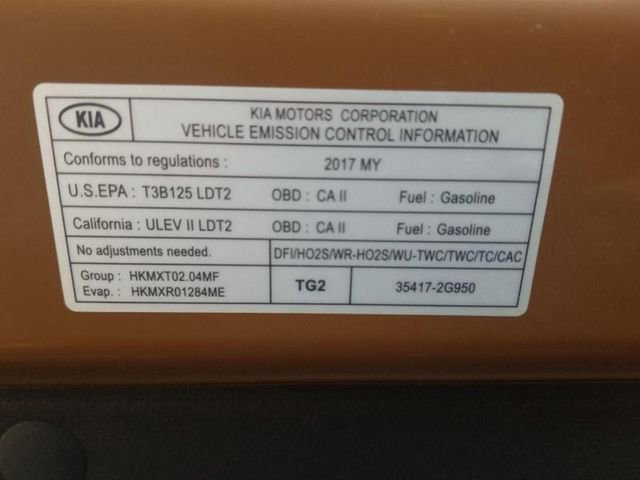 KIA KIA MOTORS CORPORATION
VEHICLE EMISSION CONTROL INFORMATION
Conforms to regulations : 2017 MY
U.S.EPA : T3B125 LDT2 OBD : CA II Fuel : Gasoline
California : ULEV II LDT2 OBD : CA II Fuel : Gasoline
No adjustments needed. DFI/HO2S/WR-HO2S/WU-TWC/TWC/TC/CAC
Group : HKMXT02.04MF TG2 35417-2G950
Evap. : HKMXR01284ME